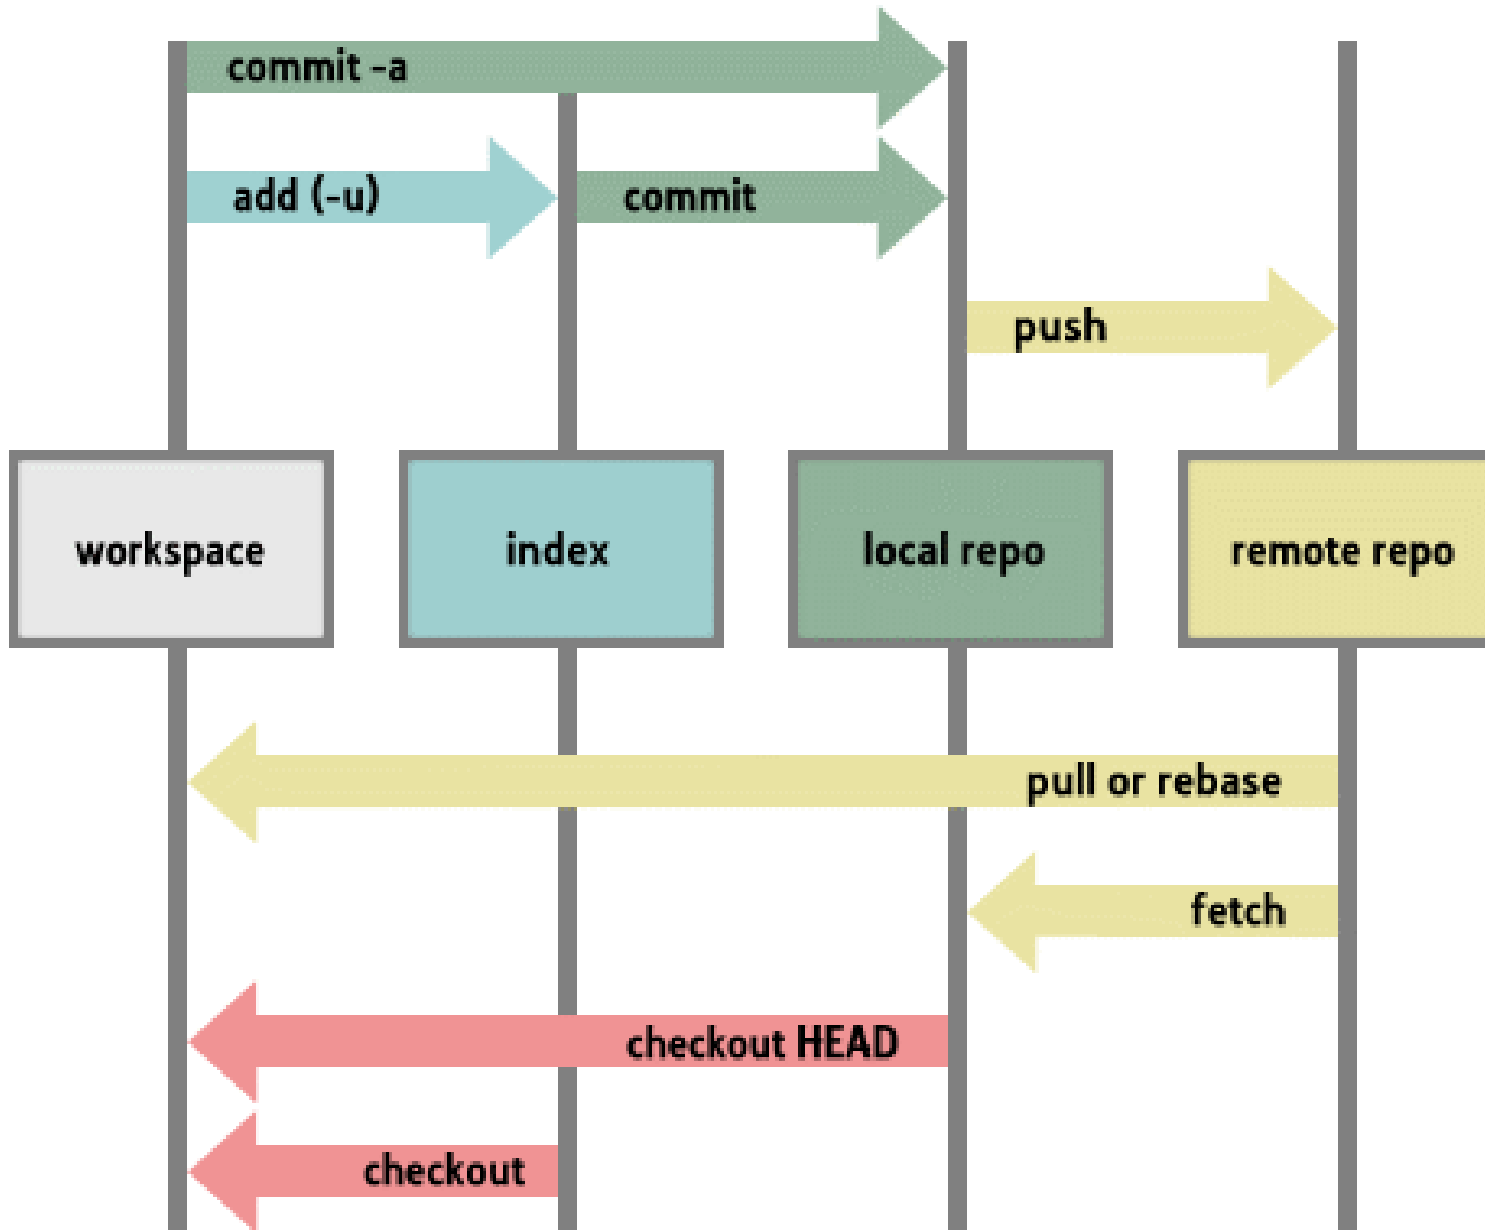 commit -a
add (-u)
commit
push
workspace
index
local repo
remote repo
pull or rebase
fetch
checkout HEAD
checkout